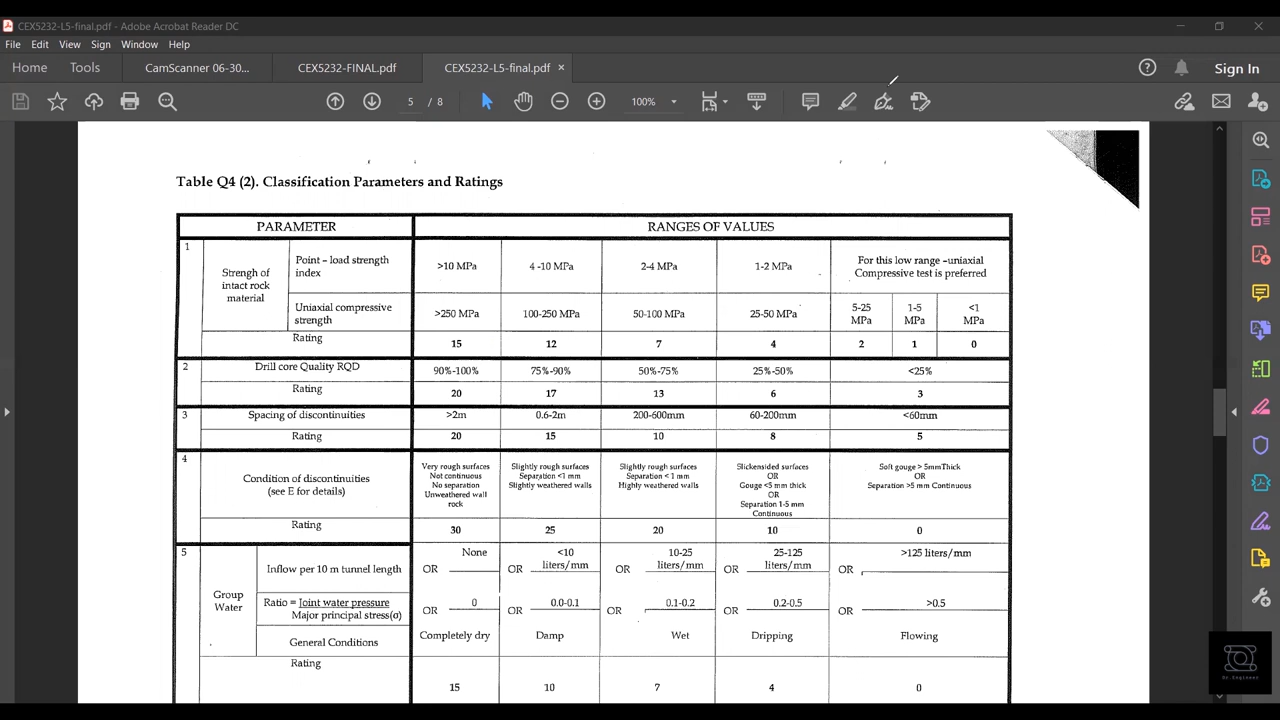 CEX5232-L5-final.pdf - Adobe Acrobat Reader DC
File Edit View Sign Window Help
Home Tools CamScanner 06-30... CEX5232-FINAL.pdf CEX5232-L5-final.pdf × Sign In
5 / 8 100%
Table Q4 (2). Classification Parameters and Ratings
PARAMETER RANGES OF VALUES
1 Strengh of intact rock material
Point – load strength index >10 MPa 4 -10 MPa 2-4 MPa 1-2 MPa For this low range –uniaxial Compressive test is preferred
Uniaxial compressive strength >250 MPa 100-250 MPa 50-100 MPa 25-50 MPa 5-25 MPa 1-5 MPa <1 MPa
Rating 15 12 7 4 2 1 0
2 Drill core Quality RQD 90%-100% 75%-90% 50%-75% 25%-50% <25%
Rating 20 17 13 6 3
3 Spacing of discontinuities >2m 0.6-2m 200-600mm 60-200mm <60mm
Rating 20 15 10 8 5
4 Condition of discontinuities (see E for details)
Very rough surfaces
Not continuous
No separation
Unweathered wall rock
Slightly rough surfaces
Separation <1 mm
Slightly weathered walls
Slightly rough surfaces
Separation < 1 mm
Highly weathered walls
Slickensided surfaces
OR
Gouge <5 mm thick
OR
Separation 1-5 mm
Continuous
Soft gouge > 5mmThick
OR
Separation >5 mm Continuous
Rating 30 25 20 10 0
5 Group Water
Inflow per 10 m tunnel length None OR <10 liters/mm OR 10-25 liters/mm OR 25-125 liters/mm OR >125 liters/mm OR
Ratio = Joint water pressure Major principal stress(σ) 0 OR 0.0-0.1 OR 0.1-0.2 OR 0.2-0.5 OR >0.5 OR
General Conditions Completely dry Damp Wet Dripping Flowing
Rating
15 10 7 4 0
Dr.Engineer